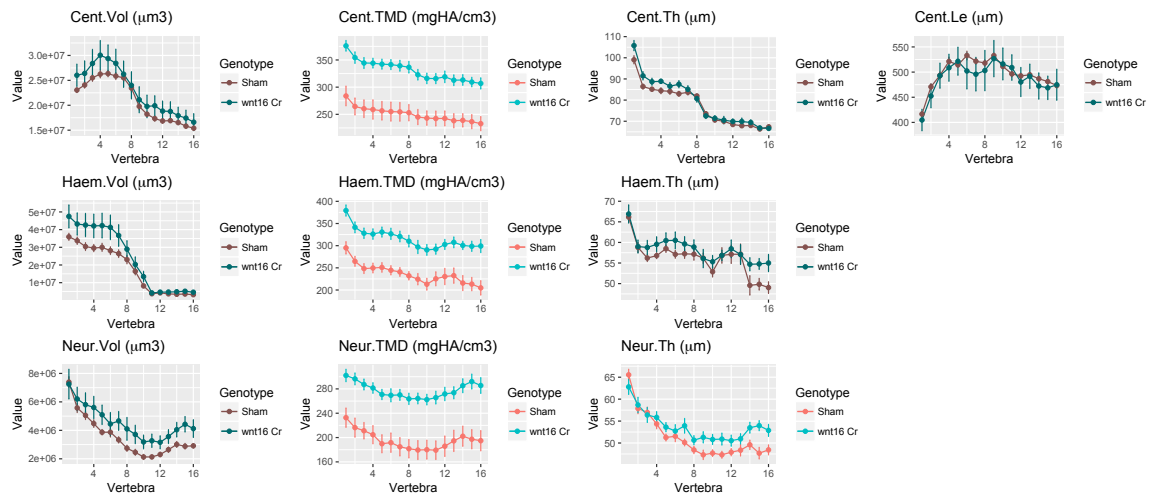 Cent.Vol (μm3)
Value
3.0e+07
2.5e+07
2.0e+07
1.5e+07
4 8 12 16
Vertebra
Genotype
Sham
wnt16 Cr
Cent.TMD (mgHA/cm3)
Value
350
300
250
4 8 12 16
Vertebra
Genotype
Sham
wnt16 Cr
Cent.Th (μm)
Value
110
100
90
80
70
4 8 12 16
Vertebra
Genotype
Sham
wnt16 Cr
Cent.Le (μm)
Value
550
500
450
400
4 8 12 16
Vertebra
Genotype
Sham
wnt16 Cr
Haem.Vol (μm3)
Value
5e+07
4e+07
3e+07
2e+07
1e+07
4 8 12 16
Vertebra
Genotype
Sham
wnt16 Cr
Haem.TMD (mgHA/cm3)
Value
400
350
300
250
200
4 8 12 16
Vertebra
Genotype
Sham
wnt16 Cr
Haem.Th (μm)
Value
70
65
60
55
50
4 8 12 16
Vertebra
Genotype
Sham
wnt16 Cr
Neur.Vol (μm3)
Value
8e+06
6e+06
4e+06
2e+06
4 8 12 16
Vertebra
Genotype
Sham
wnt16 Cr
Neur.TMD (mgHA/cm3)
Value
280
240
200
160
4 8 12 16
Vertebra
Genotype
Sham
wnt16 Cr
Neur.Th (μm)
Value
65
60
55
50
4 8 12 16
Vertebra
Genotype
Sham
wnt16 Cr